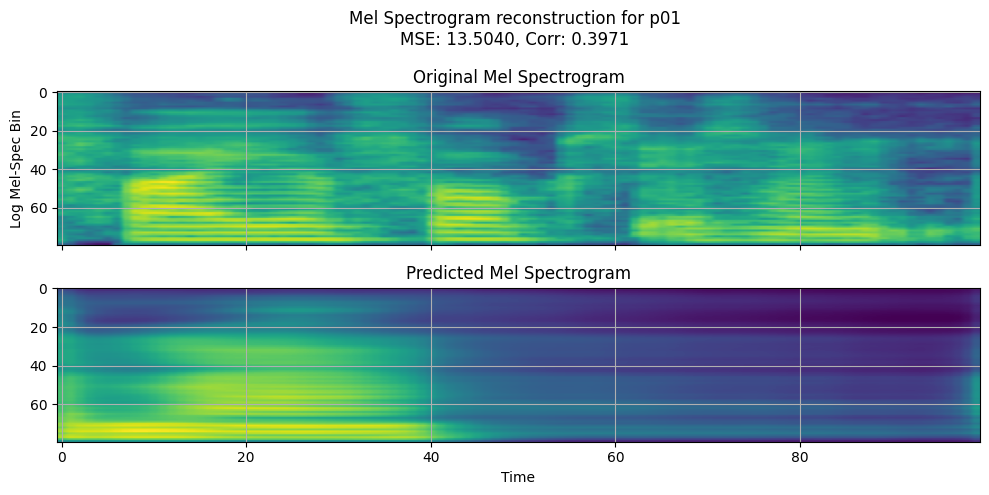 Mel Spectrogram reconstruction for p01
MSE: 13.5040, Corr: 0.3971
Original Mel Spectrogram
0
20
40
60
Log Mel-Spec Bin
Predicted Mel Spectrogram
0
20
40
60
0 20 40 60 80
Time